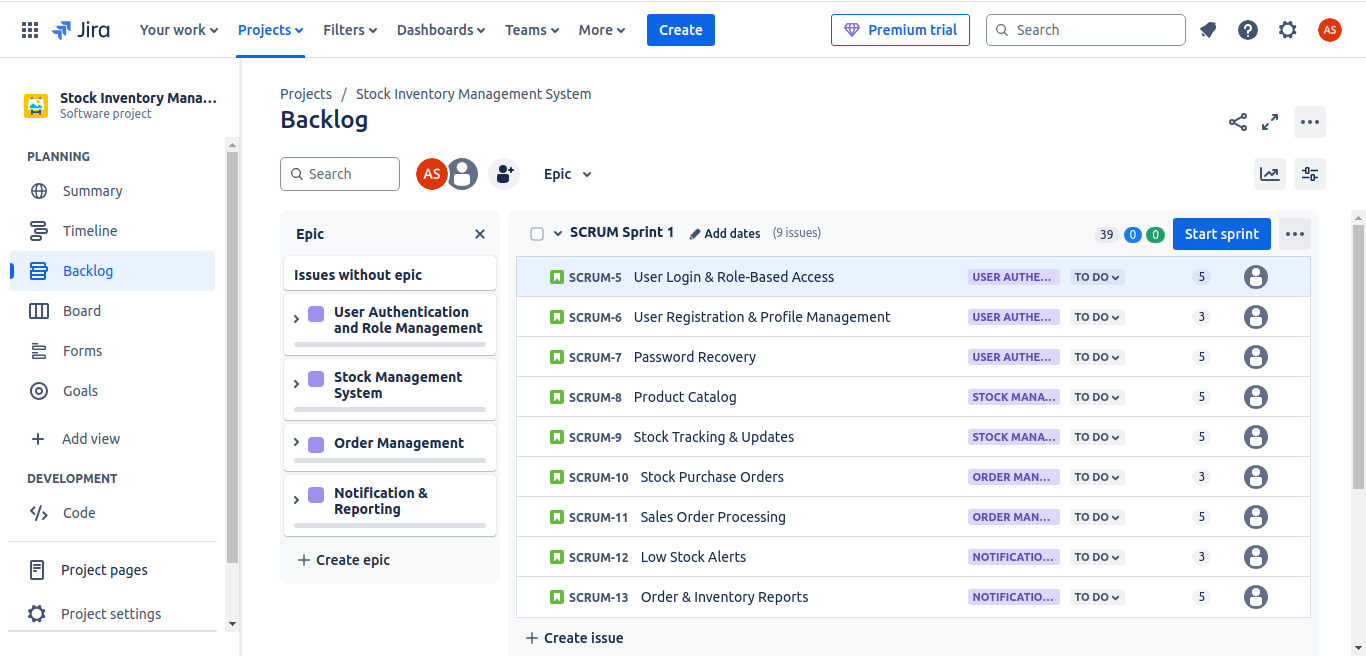 Jira Your work Projects Filters Dashboards Teams More Create Premium trial Search AS
Stock Inventory Mana...
Software project
PLANNING
Summary
Timeline
Backlog
Board
Forms
Goals
Add view
DEVELOPMENT
Code
Project pages
Project settings
Projects / Stock Inventory Management System
Backlog
Search AS Epic
Epic
Issues without epic
User Authentication
and Role Management
Stock Management
System
Order Management
Notification &
Reporting
Create epic
SCRUM Sprint 1 Add dates (9 issues) 39 0 0 Start sprint
SCRUM-5 User Login & Role-Based Access USER AUTHE... TO DO 5
SCRUM-6 User Registration & Profile Management USER AUTHE... TO DO 3
SCRUM-7 Password Recovery USER AUTHE... TO DO 5
SCRUM-8 Product Catalog STOCK MANA... TO DO 5
SCRUM-9 Stock Tracking & Updates STOCK MANA... TO DO 5
SCRUM-10 Stock Purchase Orders ORDER MAN... TO DO 3
SCRUM-11 Sales Order Processing ORDER MAN... TO DO 5
SCRUM-12 Low Stock Alerts NOTIFICATIO... TO DO 3
SCRUM-13 Order & Inventory Reports NOTIFICATIO... TO DO 5
Create issue